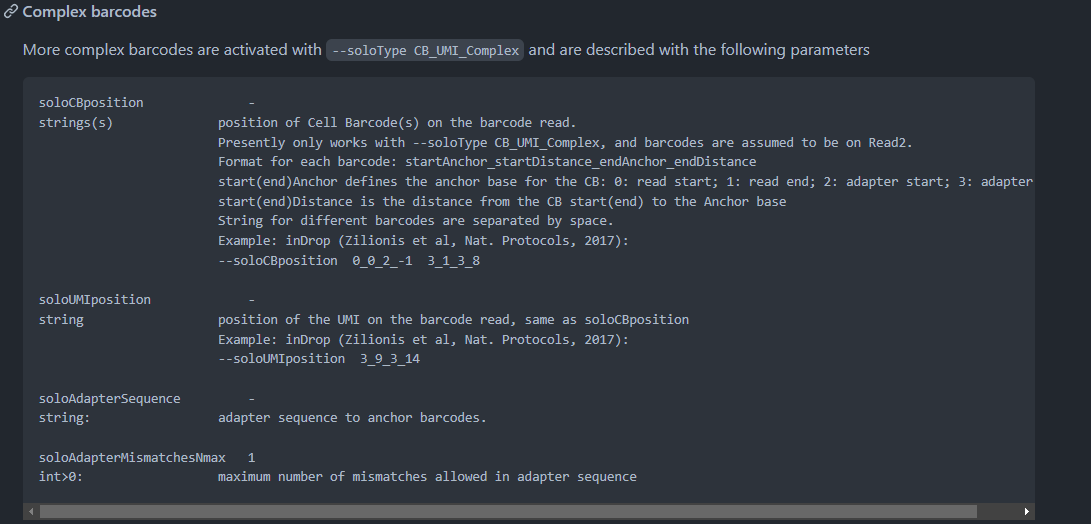 Complex barcodes
More complex barcodes are activated with --soloType CB_UMI_Complex and are described with the following parameters
soloCBposition -
strings(s) position of Cell Barcode(s) on the barcode read.
Presently only works with --soloType CB_UMI_Complex, and barcodes are assumed to be on Read2.
Format for each barcode: startAnchor_startDistance_endAnchor_endDistance
start(end)Anchor defines the anchor base for the CB: 0: read start; 1: read end; 2: adapter start; 3: adapter
start(end)Distance is the distance from the CB start(end) to the Anchor base
String for different barcodes are separated by space.
Example: inDrop (Zilionis et al, Nat. Protocols, 2017):
--soloCBposition 0_0_2_-1 3_1_3_8
soloUMIposition -
string position of the UMI on the barcode read, same as soloCBposition
Example: inDrop (Zilionis et al, Nat. Protocols, 2017):
--soloUMIposition 3_9_3_14
soloAdapterSequence -
string: adapter sequence to anchor barcodes.
soloAdapterMismatchesNmax 1
int>0: maximum number of mismatches allowed in adapter sequence